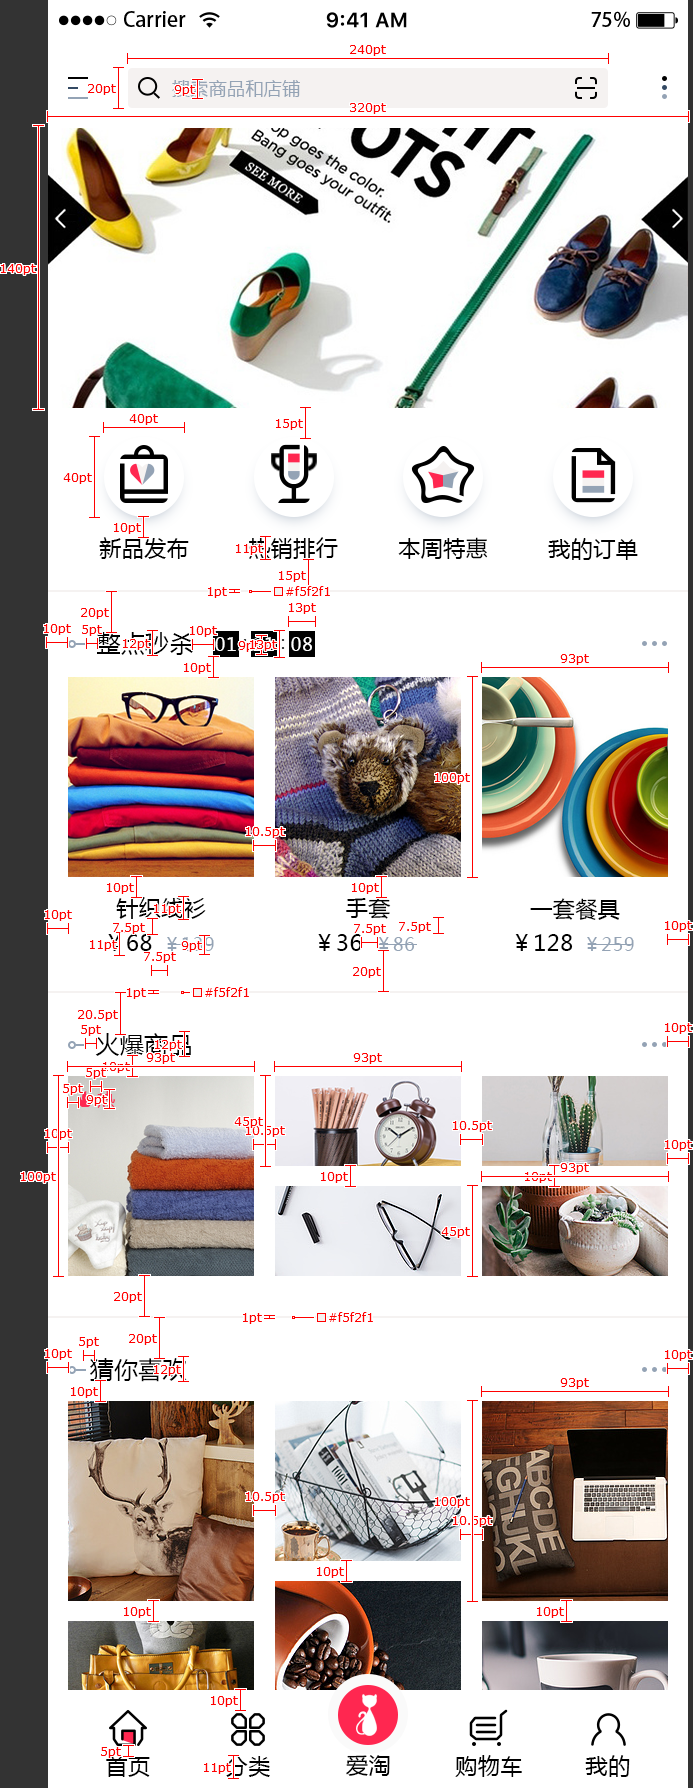 Carrier 9:41 AM 75%
240pt
20pt 搜索商品和店铺 9pt
320pt
OTS
op goes the color.
Bang goes your outfit.
SEE MORE
140pt
40pt 15pt
40pt
10pt
新品发布 热销排行 本周特惠 我的订单
11pt
15pt
1pt #f5f2f1
20pt 13pt
10pt 5pt 整点秒杀 12pt 10pt 01 9pt 13pt : 08
10pt 93pt
100pt
10.5pt
10pt 10pt
针织线衫 11pt 手套 一套餐具
10pt 7.5pt 7.5pt 7.5pt 10pt
¥68 ¥139 ¥36 ¥86 ¥128 ¥259
11pt 9pt
7.5pt 20pt
1pt #f5f2f1
20.5pt
5pt 10pt
火爆商品 12pt
93pt 93pt
10pt
5pt
5pt 9pt
45pt
10pt 10.5pt 10.5pt 10pt
100pt 10pt 10pt 93pt
45pt
20pt
1pt #f5f2f1
20pt
5pt
10pt 猜你喜欢 12pt 10pt
10pt 93pt
ABCDE
10.5pt 100pt
10.5pt
10pt
10pt 10pt
10pt
5pt
首页 分类 爱淘 购物车 我的
11pt